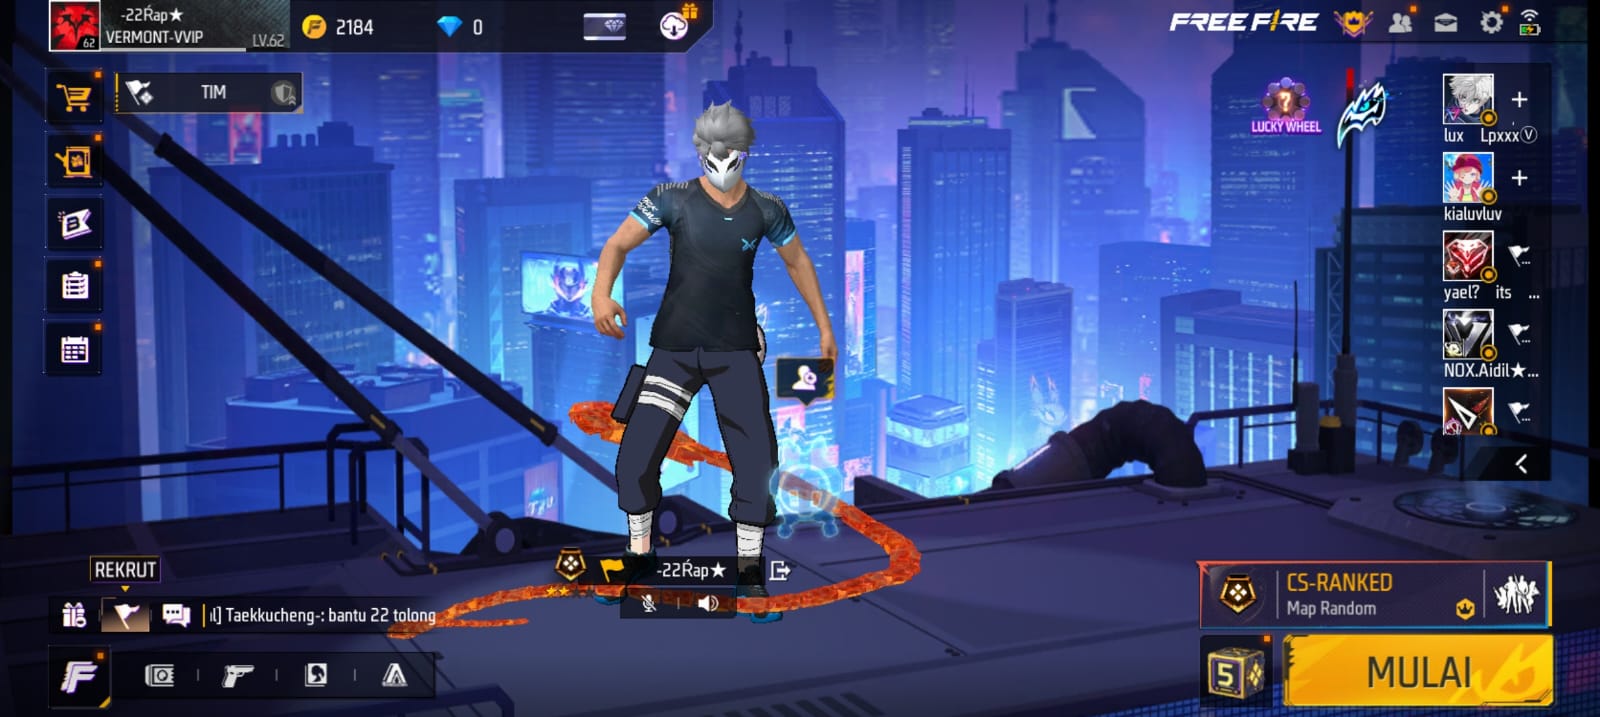 -22Ŕap★
VERMONT-VVIP
62
LV.62
2184
0
FREE FIRE
TIM
LUCKY WHEEL
lux Lpxxx Ⓥ
kialuvluv
yael? its ...
NOX.Aidil★...
REKRUT
-22Ŕap★
l] Taekkucheng-: bantu 22 tolong
CS-RANKED
Map Random
5
MULAI